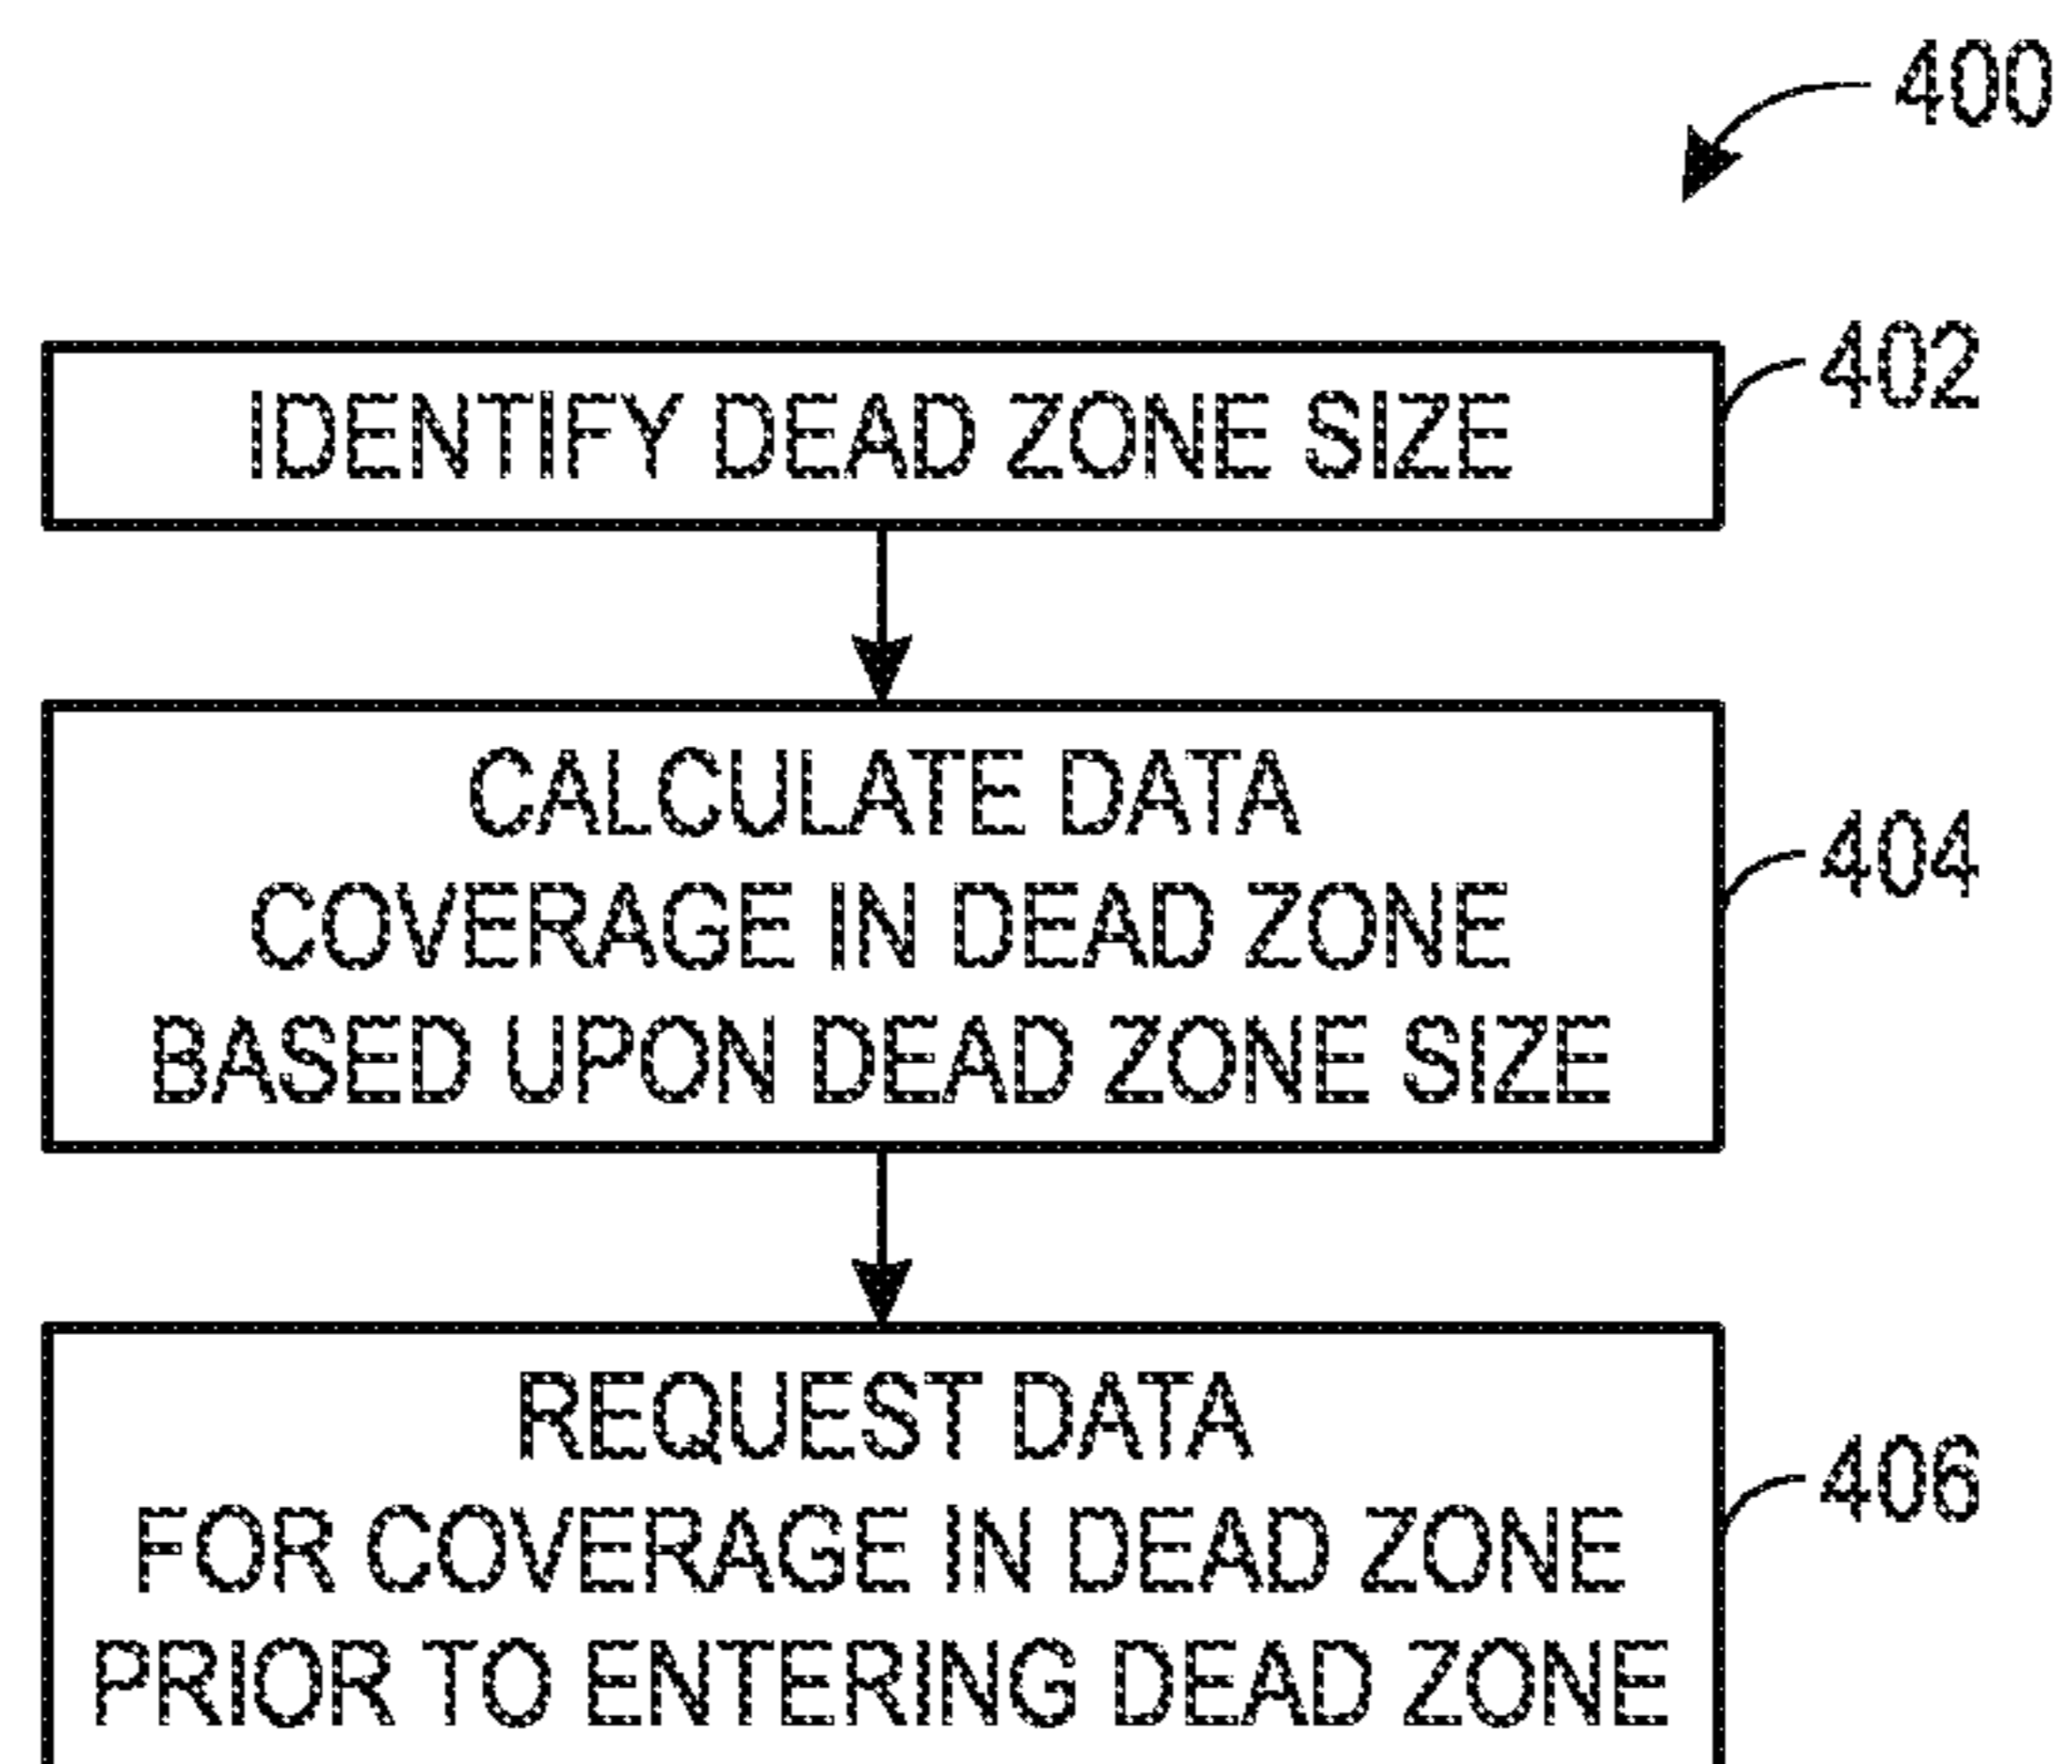 400
IDENTIFY DEAD ZONE SIZE
402
CALCULATE DATA
COVERAGE IN DEAD ZONE
BASED UPON DEAD ZONE SIZE
404
REQUEST DATA
FOR COVERAGE IN DEAD ZONE
PRIOR TO ENTERING DEAD ZONE
406